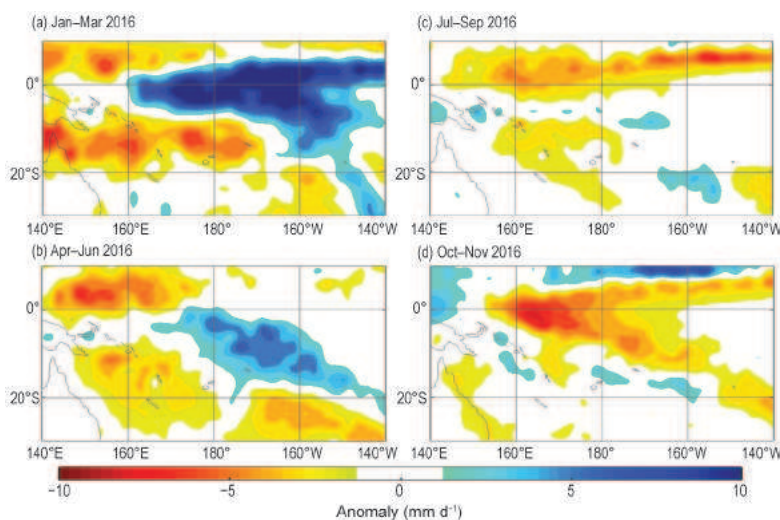 (a) Jan–Mar 2016
(c) Jul–Sep 2016
0°
0°
20°S
20°S
140°E 160°E 180° 160°W 140°W
140°E 160°E 180° 160°W 140°W
(b) Apr–Jun 2016
(d) Oct–Nov 2016
0°
0°
20°S
20°S
140°E 160°E 180° 160°W 140°W
140°E 160°E 180° 160°W 140°W
−10 −5 0 5 10
Anomaly (mm d⁻¹)